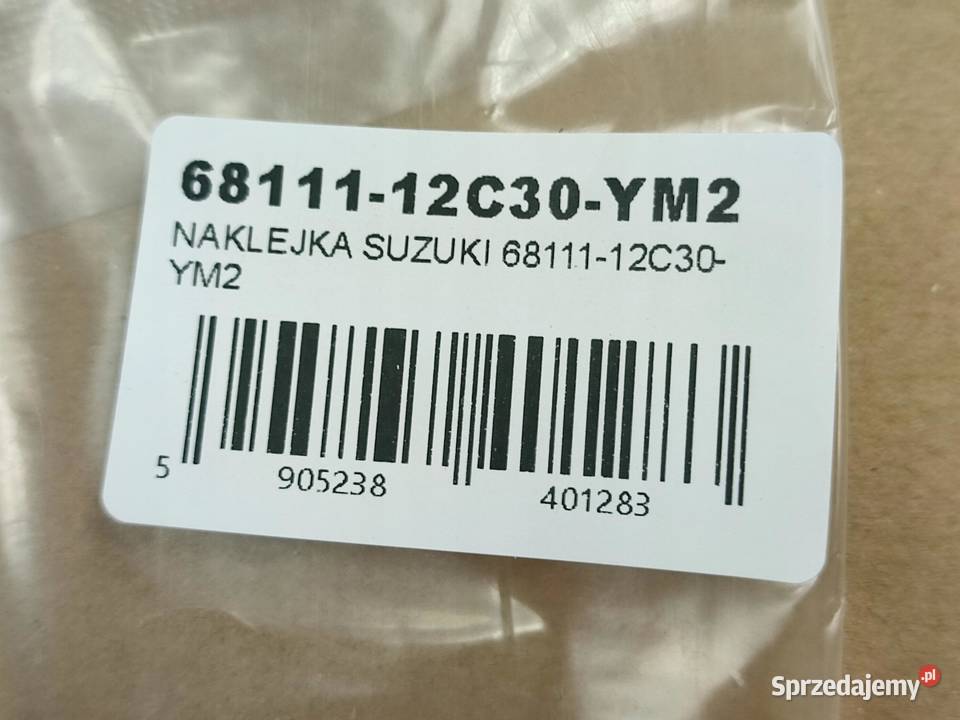 68111-12C30-YM2
NAKLEJKA SUZUKI 68111-12C30-
YM2
5 905238 401283
Sprzedajemy.pl